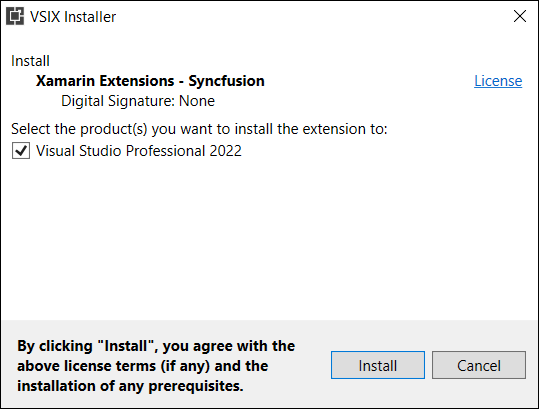 VSIX Installer
Install
Xamarin Extensions - Syncfusion
License
Digital Signature: None
Select the product(s) you want to install the extension to:
Visual Studio Professional 2022
By clicking "Install", you agree with the
above license terms (if any) and the
installation of any prerequisites.
Install
Cancel